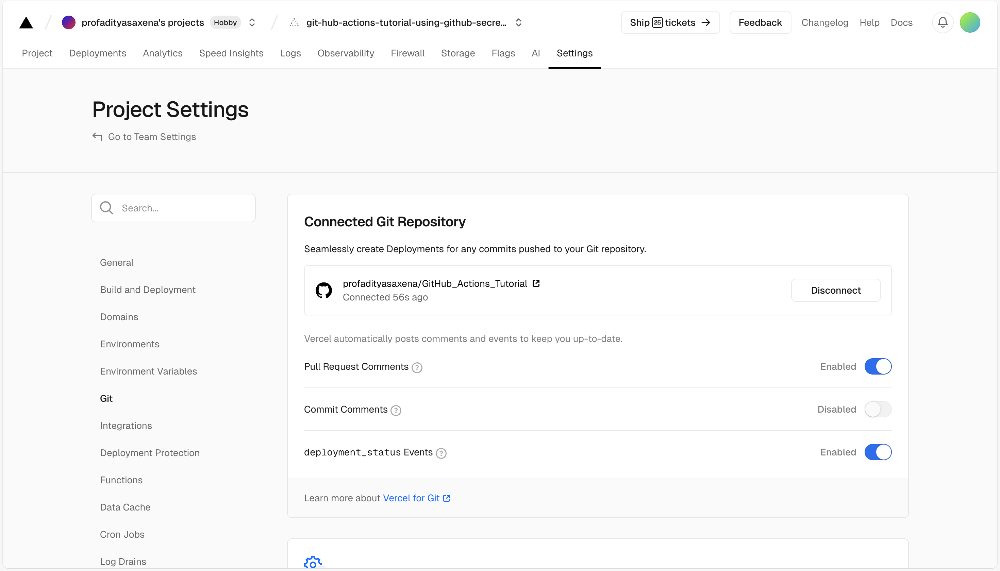 profadityasaxena's projects Hobby git-hub-actions-tutorial-using-github-secre... Ship 25 tickets → Feedback Changelog Help Docs
Project Deployments Analytics Speed Insights Logs Observability Firewall Storage Flags AI Settings
Project Settings
Go to Team Settings
Search...
General
Build and Deployment
Domains
Environments
Environment Variables
Git
Integrations
Deployment Protection
Functions
Data Cache
Cron Jobs
Log Drains
Connected Git Repository
Seamlessly create Deployments for any commits pushed to your Git repository.
profadityasaxena/GitHub_Actions_Tutorial
Connected 56s ago
Disconnect
Vercel automatically posts comments and events to keep you up-to-date.
Pull Request Comments ? Enabled
Commit Comments ? Disabled
deployment_status Events ? Enabled
Learn more about Vercel for Git